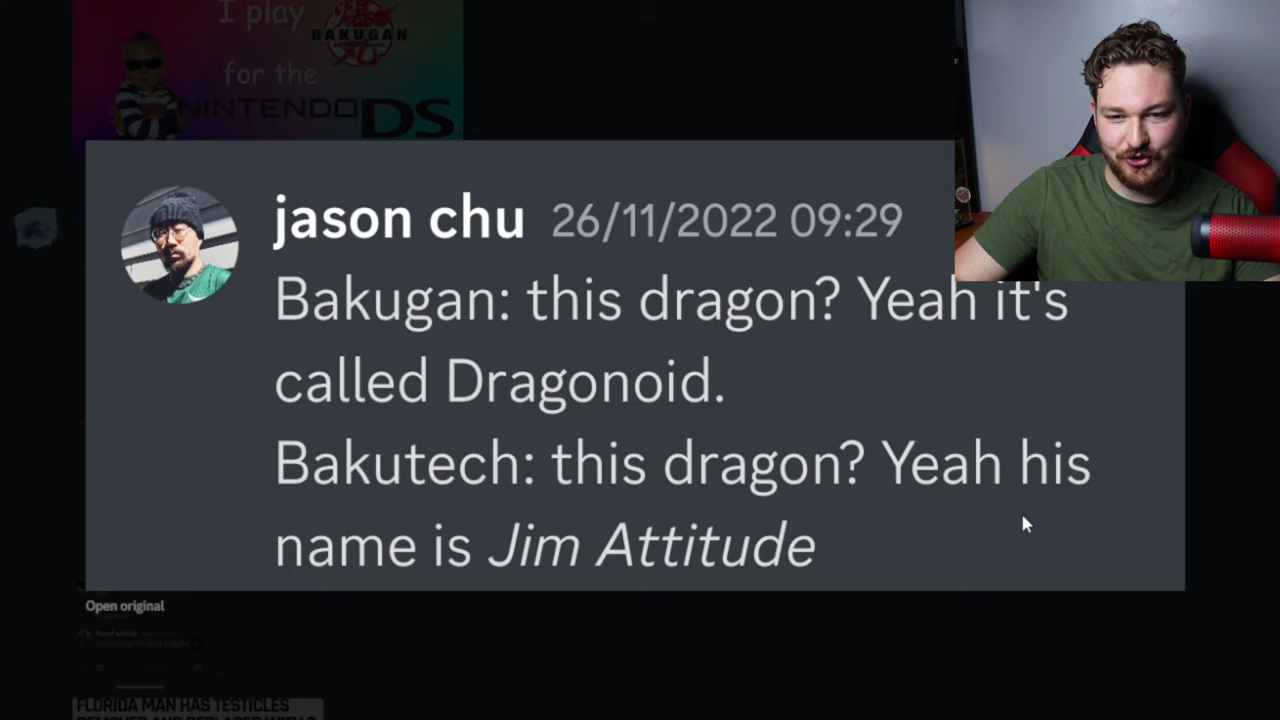 I play
BAKUGAN
for the
NINTENDO DS
jason chu 26/11/2022 09:29
Bakugan: this dragon? Yeah it's
called Dragonoid.
Bakutech: this dragon? Yeah his
name is Jim Attitude
Open original
FLORIDA MAN HAS TESTICLES